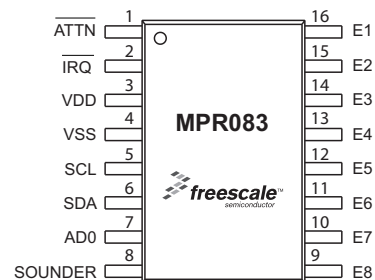 ATTN 1 16 E1
IRQ 2 15 E2
VDD 3 14 E3
VSS 4 13 E4
MPR083
SCL 5 12 E5
SDA 6 11 E6
freescale™
semiconductor
AD0 7 10 E7
SOUNDER 8 9 E8